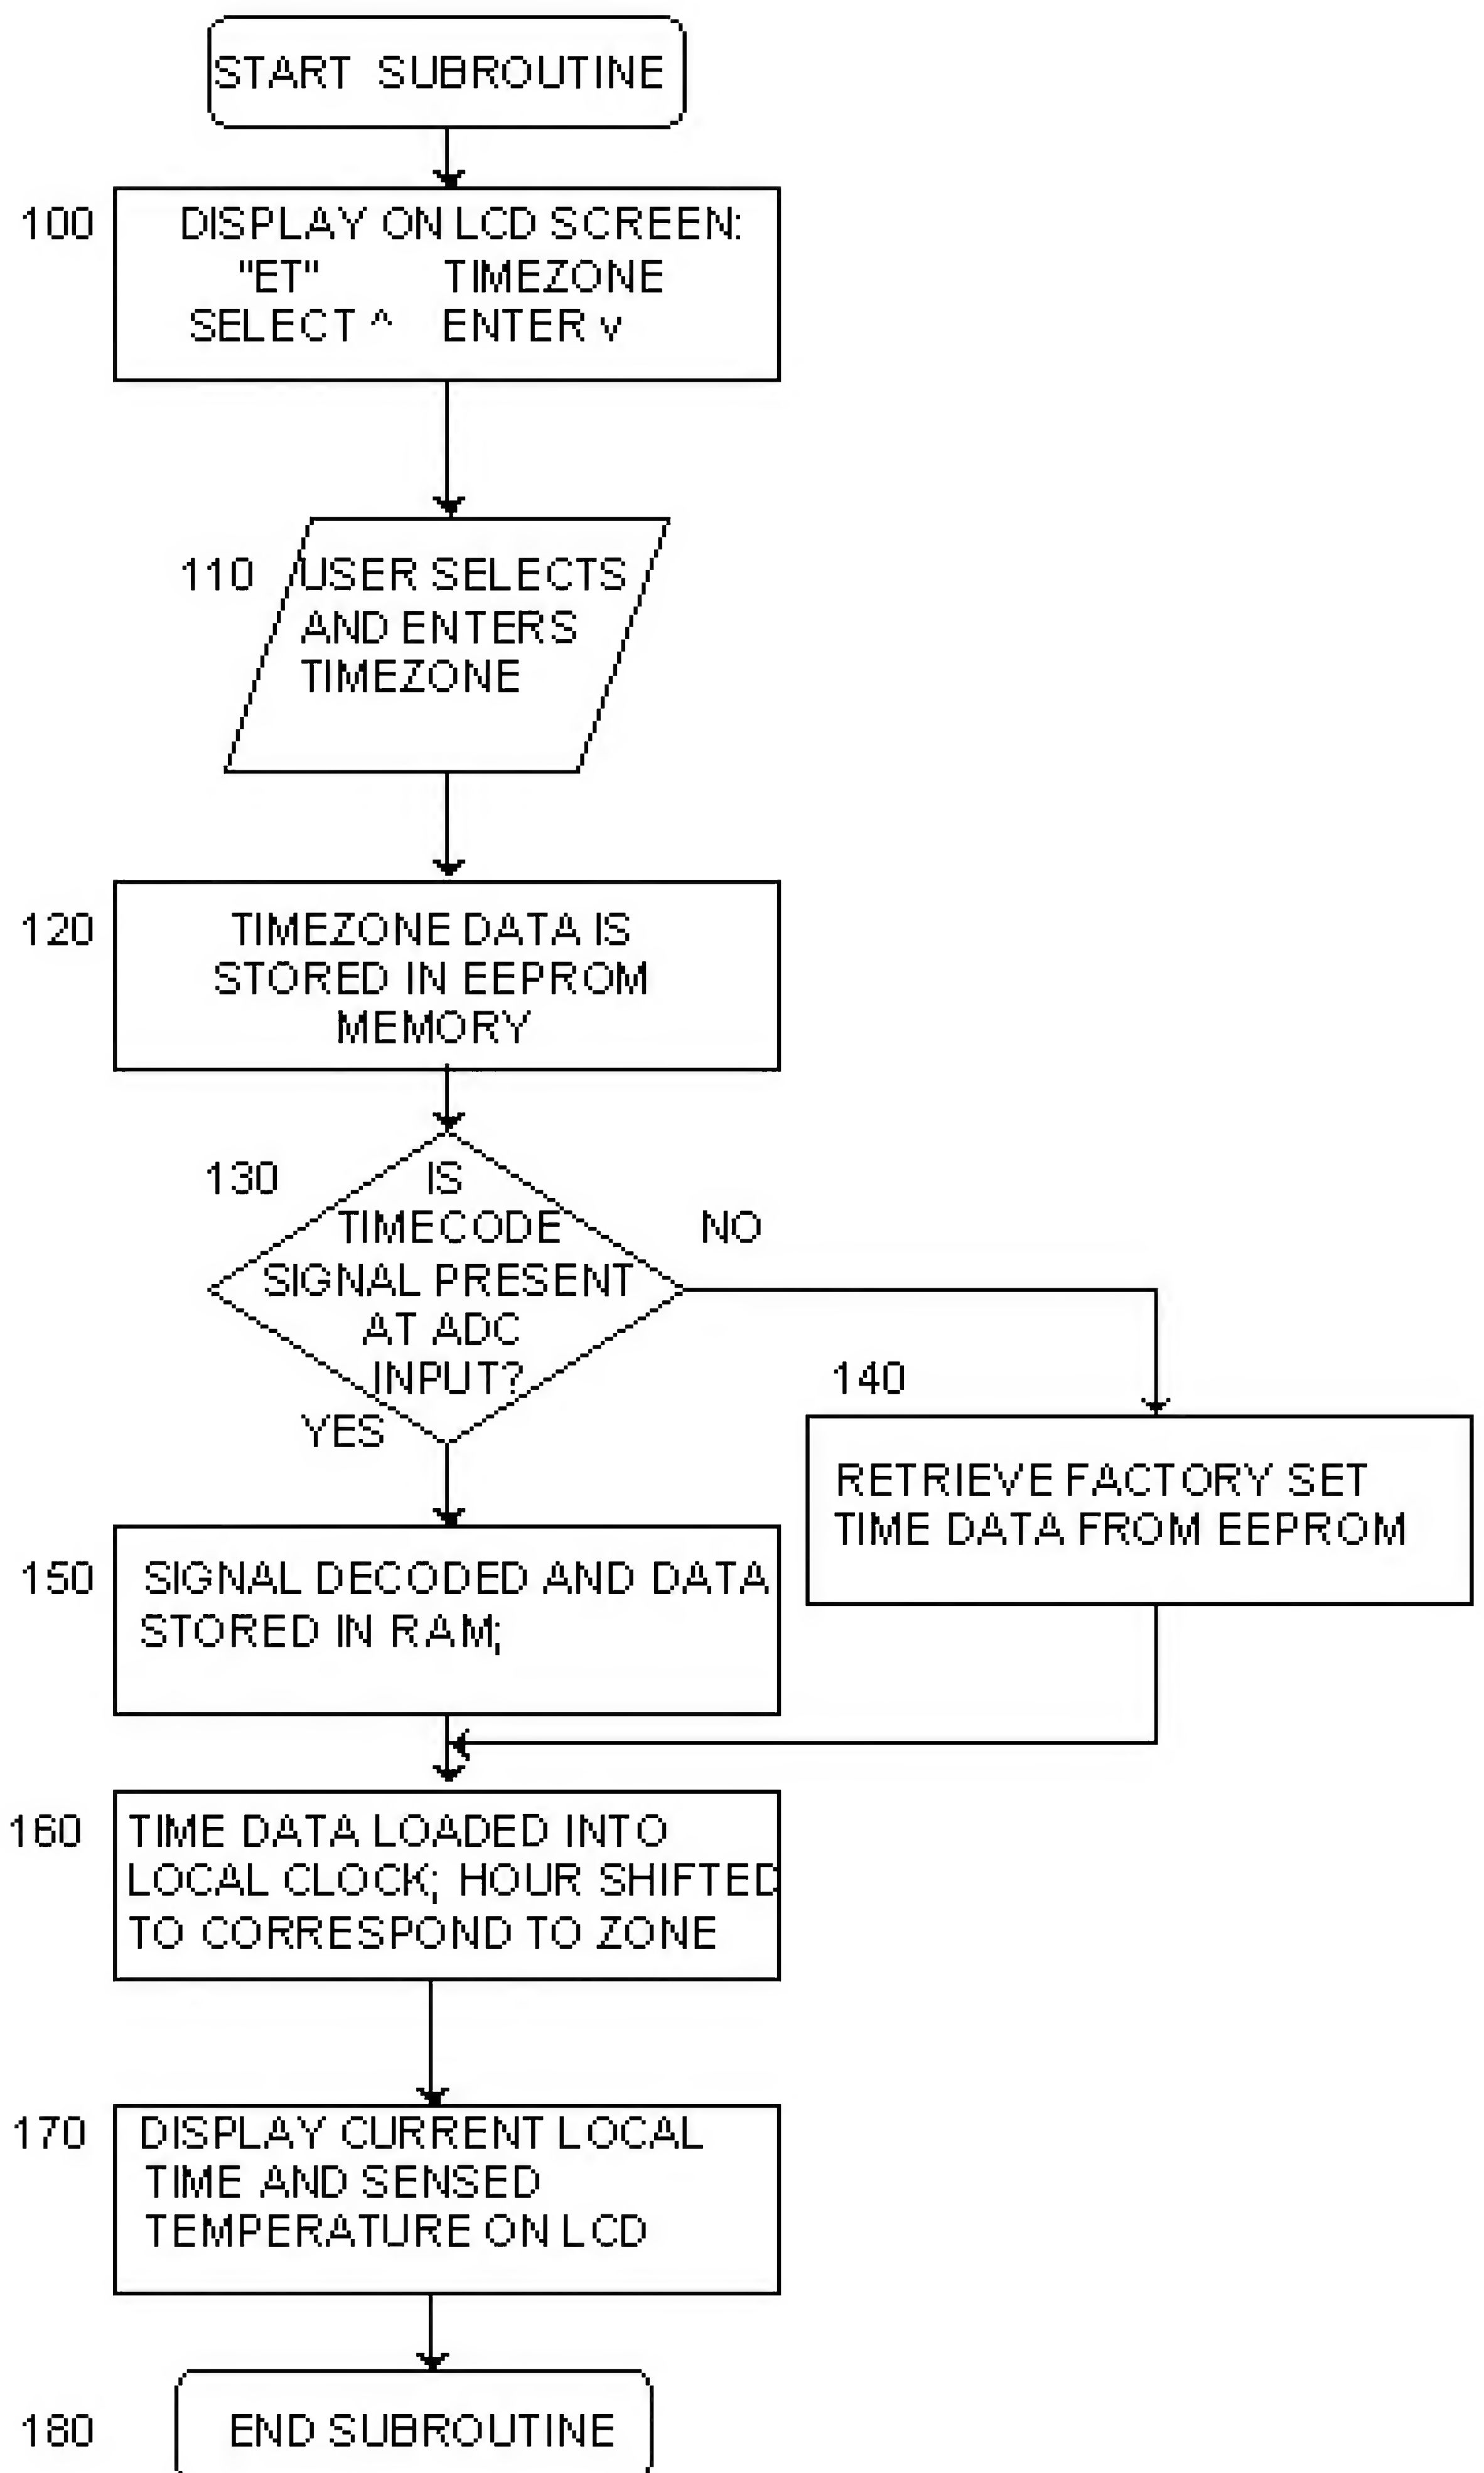 START SUBROUTINE
100
DISPLAY ON LCD SCREEN:
"ET" TIMEZONE
SELECT ^ ENTER v
110
USER SELECTS
AND ENTERS
TIMEZONE
120
TIMEZONE DATA IS
STORED IN EEPROM
MEMORY
130
IS
TIMECODE
SIGNAL PRESENT
AT ADC
INPUT?
NO
YES
140
RETRIEVE FACTORY SET
TIME DATA FROM EEPROM
150
SIGNAL DECODED AND DATA
STORED IN RAM;
160
TIME DATA LOADED INTO
LOCAL CLOCK; HOUR SHIFTED
TO CORRESPOND TO ZONE
170
DISPLAY CURRENT LOCAL
TIME AND SENSED
TEMPERATURE ON LCD
180
END SUBROUTINE